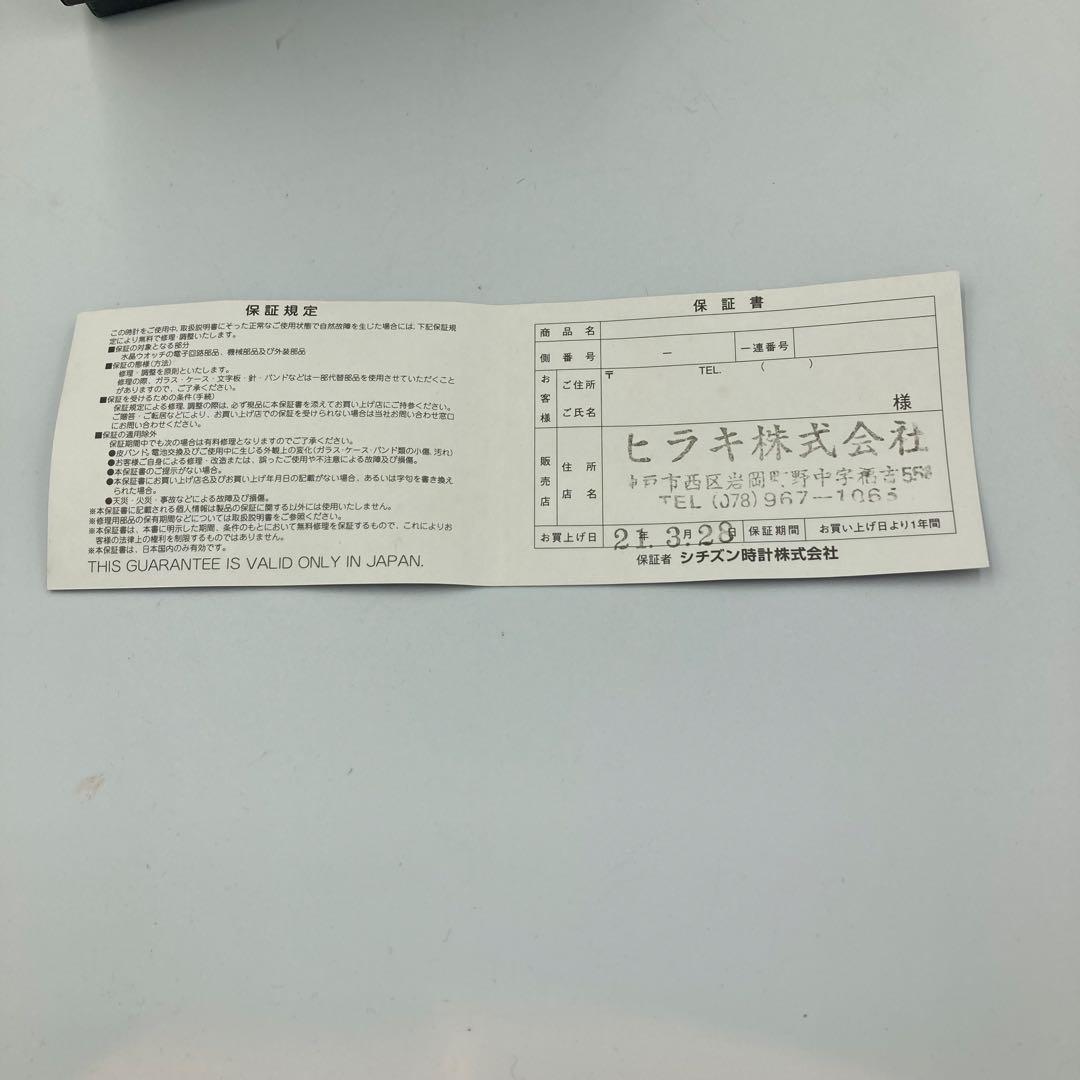 保証規定
この時計をご使用中、取扱説明書にそった正常なご使用状態で自然故障を生じた場合には、下記保証規
定により無料で修理・調整いたします。
■保証の対象となる部分
水晶ウオッチの電子回路部品、機械部品及び外装部品
■保証の態様(方法)
修理・調整を原則といたします。
修理の際、ガラス・ケース・文字板・針・バンドなどは一部代替部品を使用させていただくこと
がありますので、ご了承ください。
■保証を受けるための条件(手続)
保証規定による修理、調整の際は、必ず現品に本保証書を添えてお買い上げ店にご持参ください。
ご贈答・ご転居などにより、お買い上げ店での保証を受けられない場合は当社お問い合わせ窓口
にお問い合わせください。
■保証の適用除外
保証期間中でも次の場合は有料修理となりますのでご了承ください。
●皮バンド、電池交換及びご使用中に生じる外観上の変化(ガラス・ケース・バンド類の小傷、汚れ)
●お客様ご自身による修理・改造または、誤ったご使用や不注意による故障及び損傷。
●本保証書のご提示がない場合。
●本保証書にお買い上げ店名及びお買い上げ年月日の記載がない場合、あるいは字句を書き換え
られた場合。
●天災・火災・事故などによる故障及び損傷。
※本保証書に記載される個人情報は製品の保証に関する以外には使用いたしません。
※修理用部品の保有期間などについては取扱説明書をご参照ください。
※本保証書は、本書に明示した期間、条件のもとにおいて無料修理を保証するもので、これによりお
客様の法律上の権利を制限するものではありません。
※本保証書は、日本国内のみ有効です。
THIS GUARANTEE IS VALID ONLY IN JAPAN.
保証書
商品名
側番号 ー 一連番号
お客様 ご住所 〒 TEL. ( )
ご氏名 様
販売店 住所 店名
ヒラキ株式会社
神戸市西区岩岡町野中字福吉558
TEL (078) 967-1065
お買上げ日 21年 3月 28日 保証期間 お買い上げ日より1年間
保証者 シチズン時計株式会社